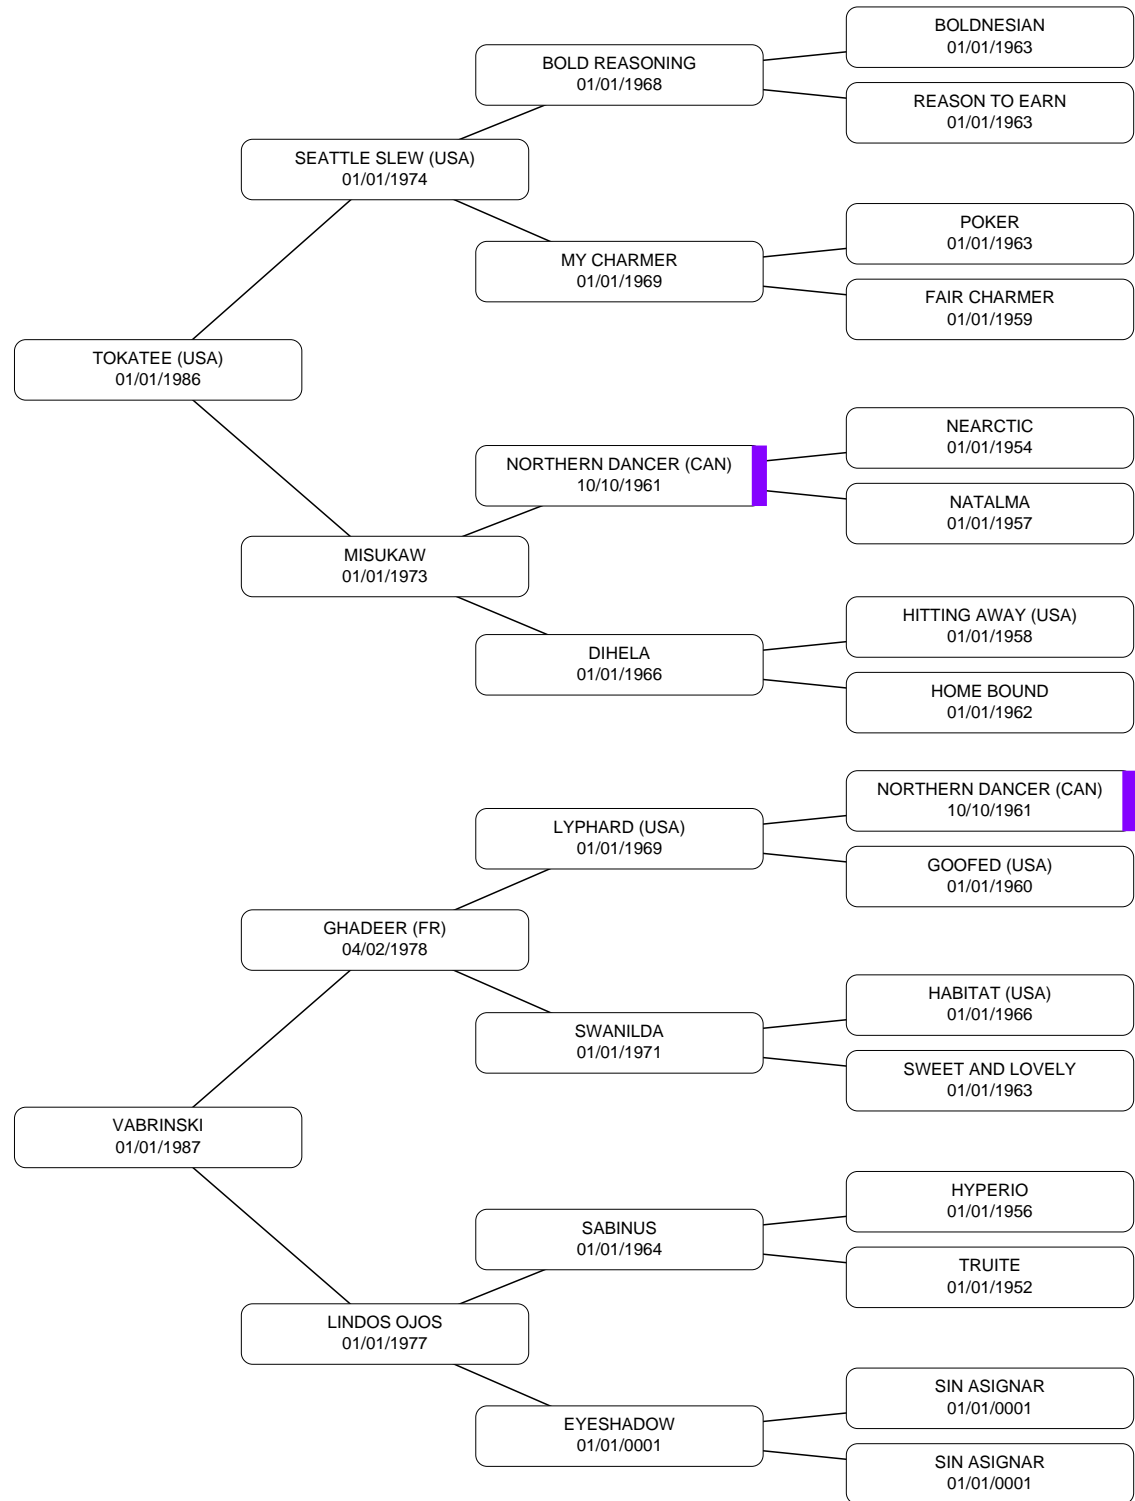 BOLDNESIAN
01/01/1963
BOLD REASONING
01/01/1968
REASON TO EARN
01/01/1963
SEATTLE SLEW (USA)
01/01/1974
POKER
01/01/1963
MY CHARMER
01/01/1969
FAIR CHARMER
01/01/1959
TOKATEE (USA)
01/01/1986
NEARCTIC
01/01/1954
NORTHERN DANCER (CAN)
10/10/1961
NATALMA
01/01/1957
MISUKAW
01/01/1973
HITTING AWAY (USA)
01/01/1958
DIHELA
01/01/1966
HOME BOUND
01/01/1962
NORTHERN DANCER (CAN)
10/10/1961
LYPHARD (USA)
01/01/1969
GOOFED (USA)
01/01/1960
GHADEER (FR)
04/02/1978
HABITAT (USA)
01/01/1966
SWANILDA
01/01/1971
SWEET AND LOVELY
01/01/1963
VABRINSKI
01/01/1987
HYPERIO
01/01/1956
SABINUS
01/01/1964
TRUITE
01/01/1952
LINDOS OJOS
01/01/1977
SIN ASIGNAR
01/01/0001
EYESHADOW
01/01/0001
SIN ASIGNAR
01/01/0001